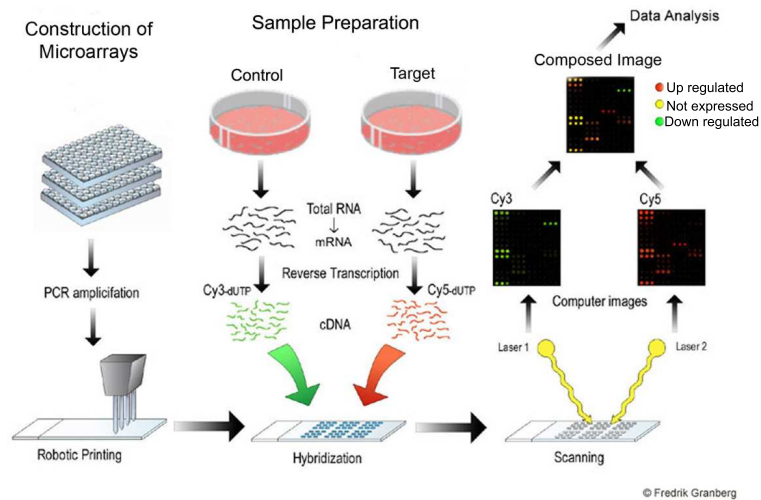 Construction of
Microarrays
PCR amplicifation
Robotic Printing
Sample Preparation
Control
Target
Total RNA
mRNA
Reverse Transcription
Cy3-dUTP
Cy5-dUTP
cDNA
Hybridization
Data Analysis
Composed Image
Up regulated
Not expressed
Down regulated
Cy3
Cy5
Computer images
Laser 1
Laser 2
Scanning
© Fredrik Granberg